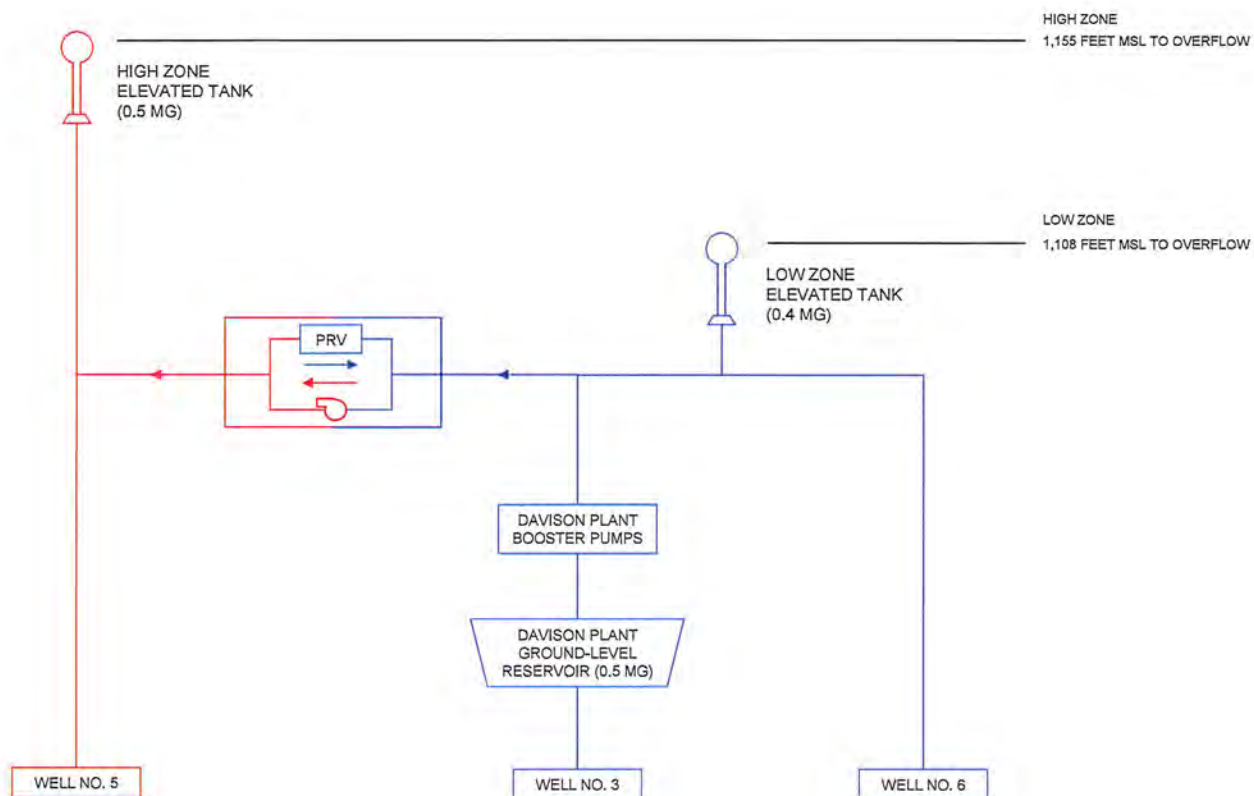 HIGH ZONE
1,155 FEET MSL TO OVERFLOW
HIGH ZONE
ELEVATED TANK
(0.5 MG)
LOW ZONE
1,108 FEET MSL TO OVERFLOW
LOW ZONE
ELEVATED TANK
(0.4 MG)
PRV
DAVISON PLANT
BOOSTER PUMPS
DAVISON PLANT
GROUND-LEVEL
RESERVOIR (0.5 MG)
WELL NO. 5
WELL NO. 3
WELL NO. 6